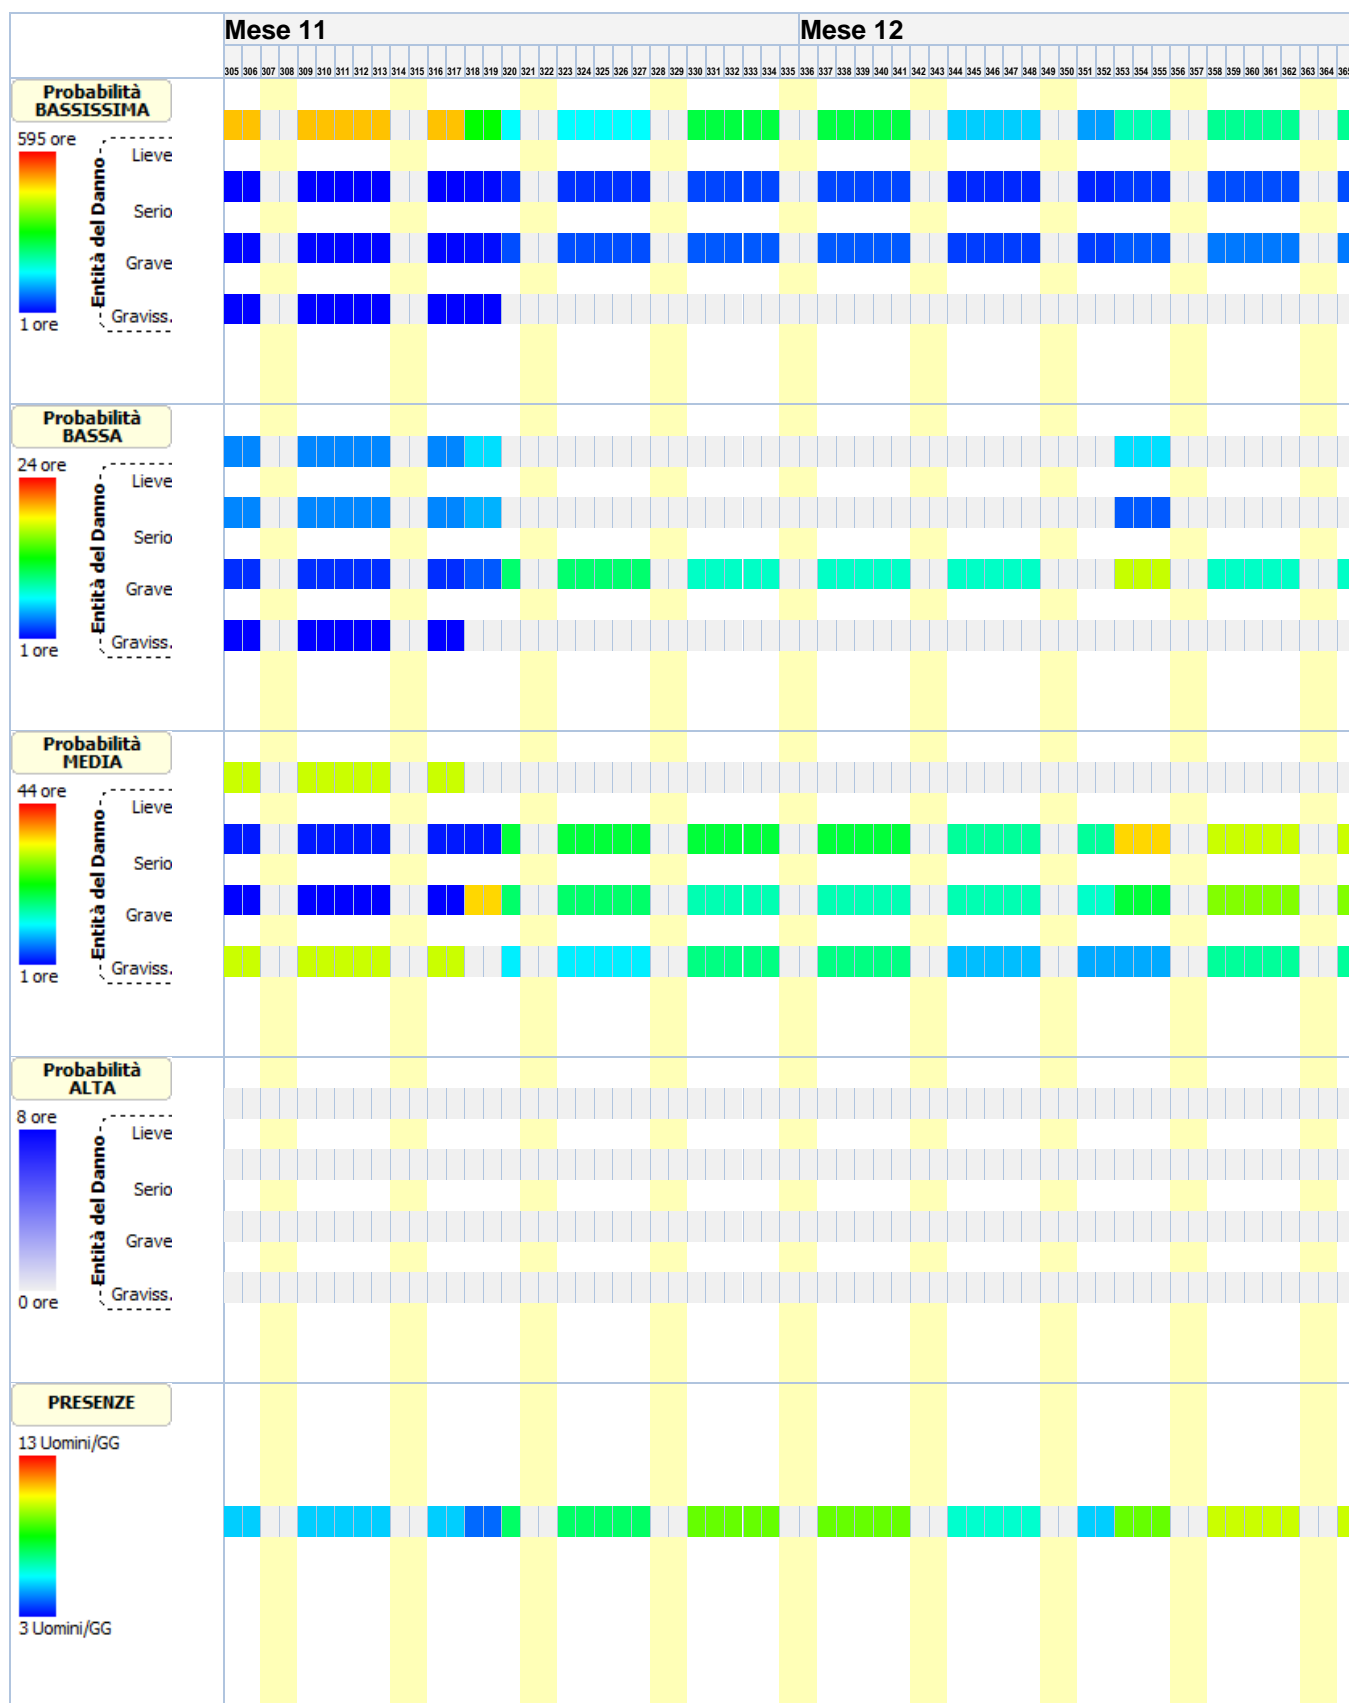 Mese 11 Mese 12
305 306 307 308 309 310 311 312 313 314 315 316 317 318 319 320 321 322 323 324 325 326 327 328 329 330 331 332 333 334 335 336 337 338 339 340 341 342 343 344 345 346 347 348 349 350 351 352 353 354 355 356 357 358 359 360 361 362 363 364 365
Probabilità
BASSISSIMA
595 ore
Lieve
Serio
Entità del Danno
Grave
Graviss.
1 ore
Probabilità
BASSA
24 ore
Lieve
Serio
Entità del Danno
Grave
Graviss.
1 ore
Probabilità
MEDIA
44 ore
Lieve
Serio
Entità del Danno
Grave
Graviss.
1 ore
Probabilità
ALTA
8 ore
Lieve
Serio
Entità del Danno
Grave
Graviss.
0 ore
PRESENZE
13 Uomini/GG
3 Uomini/GG